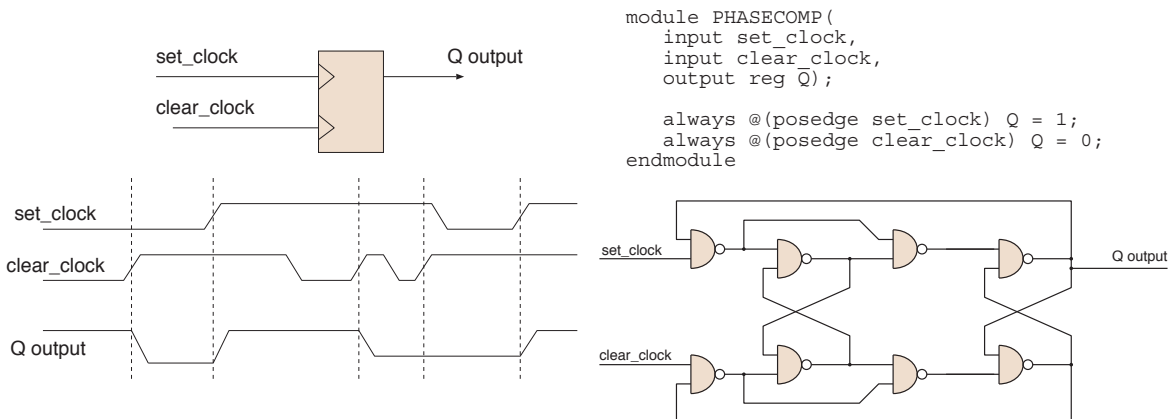 set_clock
Q output
clear_clock
module PHASECOMP(
input set_clock,
input clear_clock,
output reg Q);
always @(posedge set_clock) Q = 1;
always @(posedge clear_clock) Q = 0;
endmodule
set_clock
clear_clock
Q output
set_clock
Q output
clear_clock